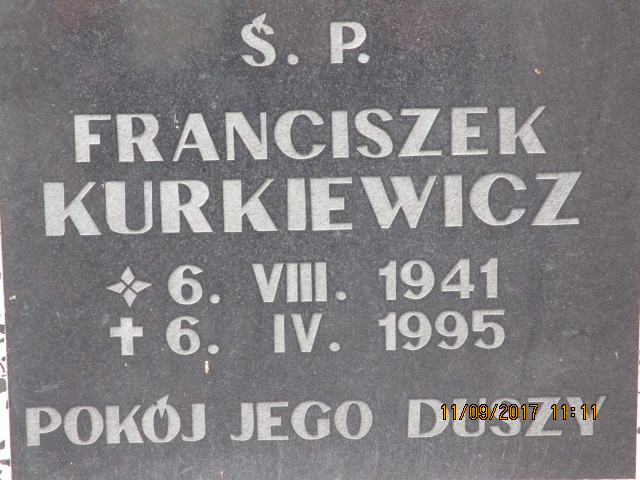 Ś. P.
FRANCISZEK
KURKIEWICZ
✧ 6. VIII. 1941
✝ 6. IV. 1995
POKÓJ JEGO DUSZY
11/09/2017 11:11